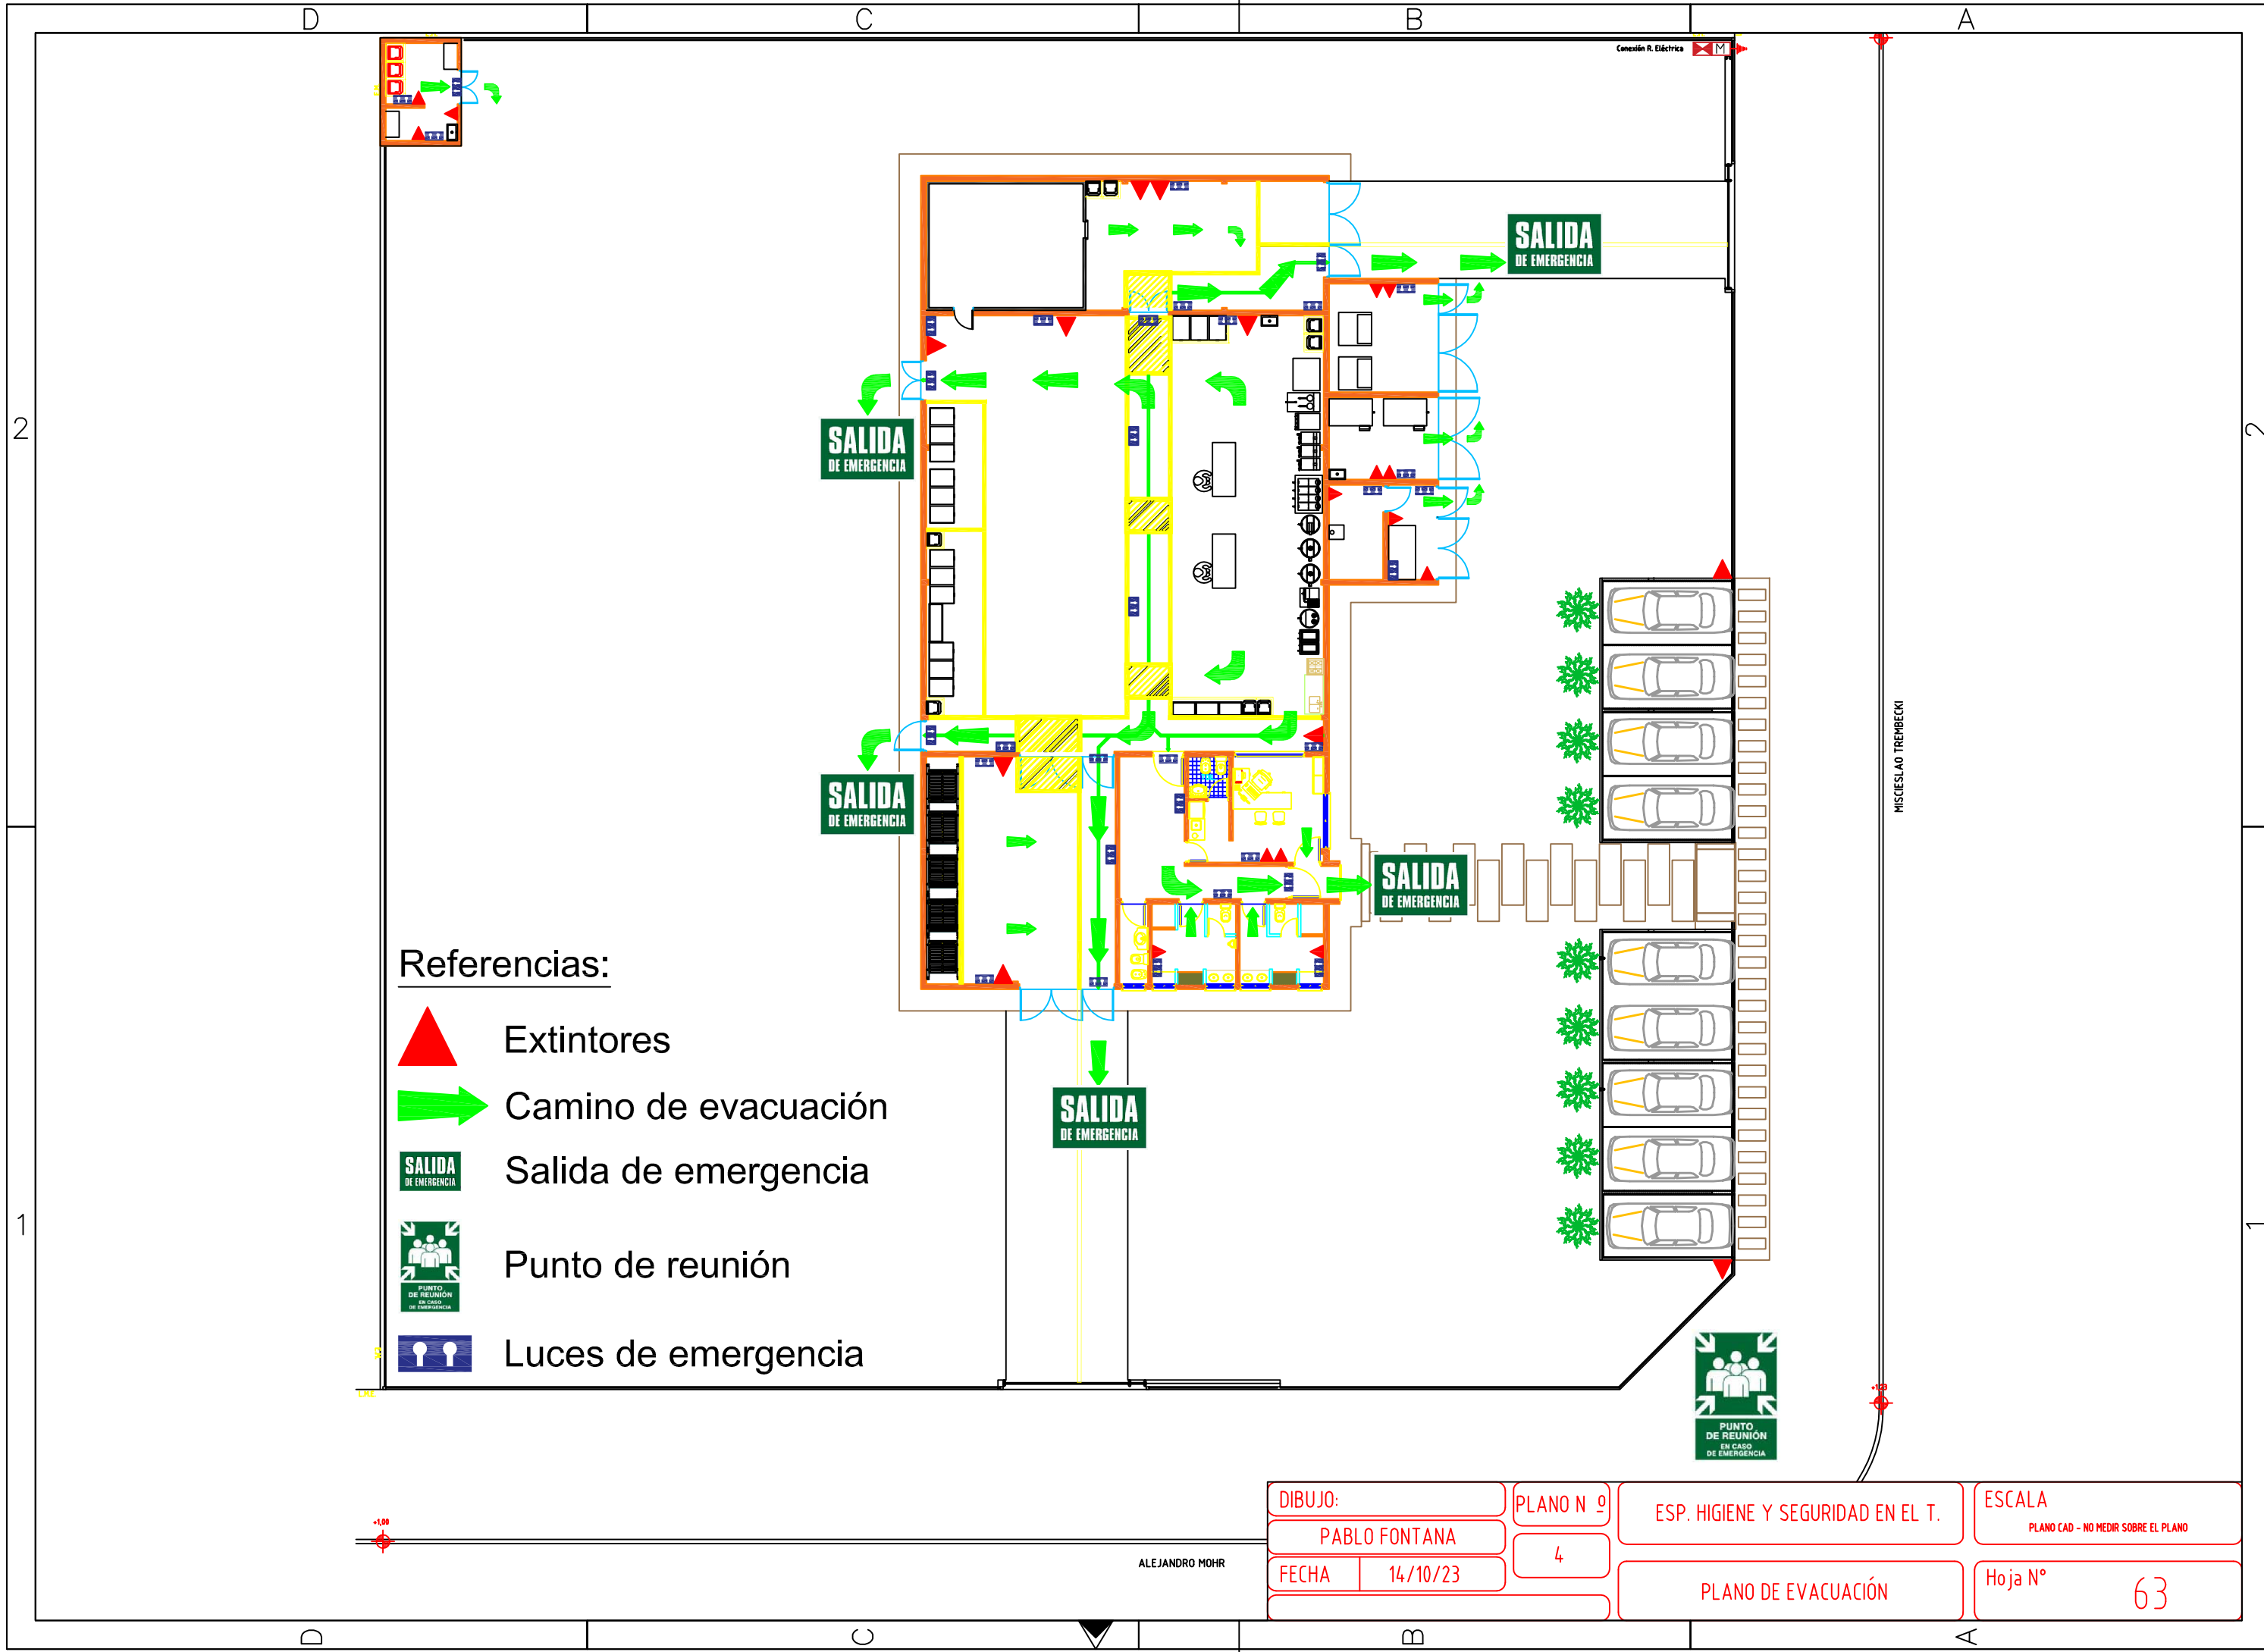 D
C
B
A
Conexión R. Eléctrica
M
SALIDA
DE EMERGENCIA
2
2
SALIDA
DE EMERGENCIA
MISCIESLAO TREMBECKI
SALIDA
DE EMERGENCIA
SALIDA
DE EMERGENCIA
Referencias:
Extintores
Camino de evacuación
SALIDA
DE EMERGENCIA
SALIDA
DE EMERGENCIA
Salida de emergencia
1
1
PUNTO
DE REUNIÓN
EN CASO
DE EMERGENCIA
Punto de reunión
Luces de emergencia
PUNTO
DE REUNIÓN
EN CASO
DE EMERGENCIA
+1,00
ALEJANDRO MOHR
DIBUJO:
PABLO FONTANA
FECHA 14/10/23
PLANO N º
4
ESP. HIGIENE Y SEGURIDAD EN EL T.
PLANO DE EVACUACIÓN
ESCALA
PLANO CAD - NO MEDIR SOBRE EL PLANO
Hoja N° 63
D
C
B
A